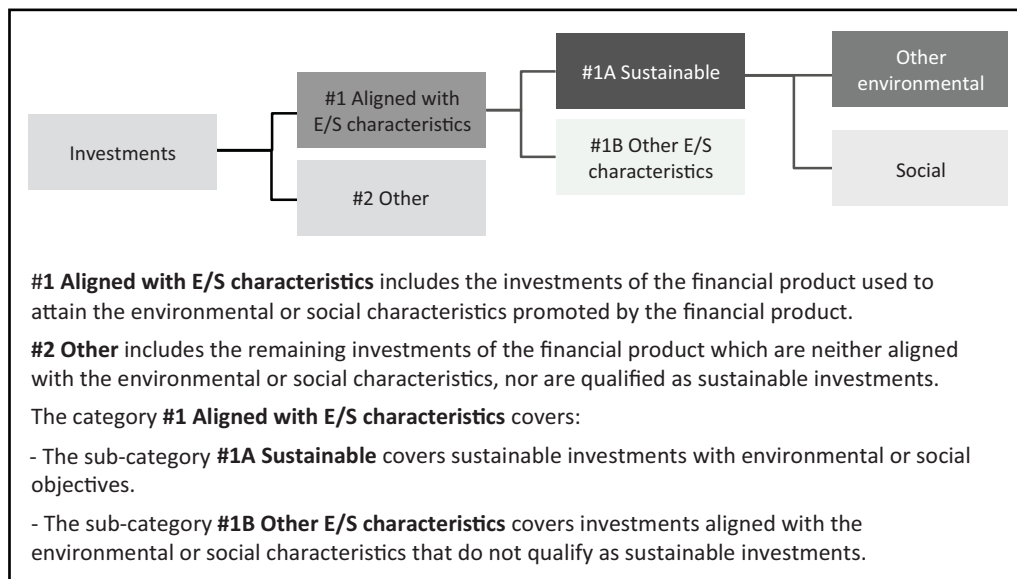 Investments
#1 Aligned with
E/S characteristics
#2 Other
#1A Sustainable
#1B Other E/S
characteristics
Other
environmental
Social
#1 Aligned with E/S characteristics includes the investments of the financial product used to
attain the environmental or social characteristics promoted by the financial product.
#2 Other includes the remaining investments of the financial product which are neither aligned
with the environmental or social characteristics, nor are qualified as sustainable investments.
The category #1 Aligned with E/S characteristics covers:
- The sub-category #1A Sustainable covers sustainable investments with environmental or social
objectives.
- The sub-category #1B Other E/S characteristics covers investments aligned with the
environmental or social characteristics that do not qualify as sustainable investments.